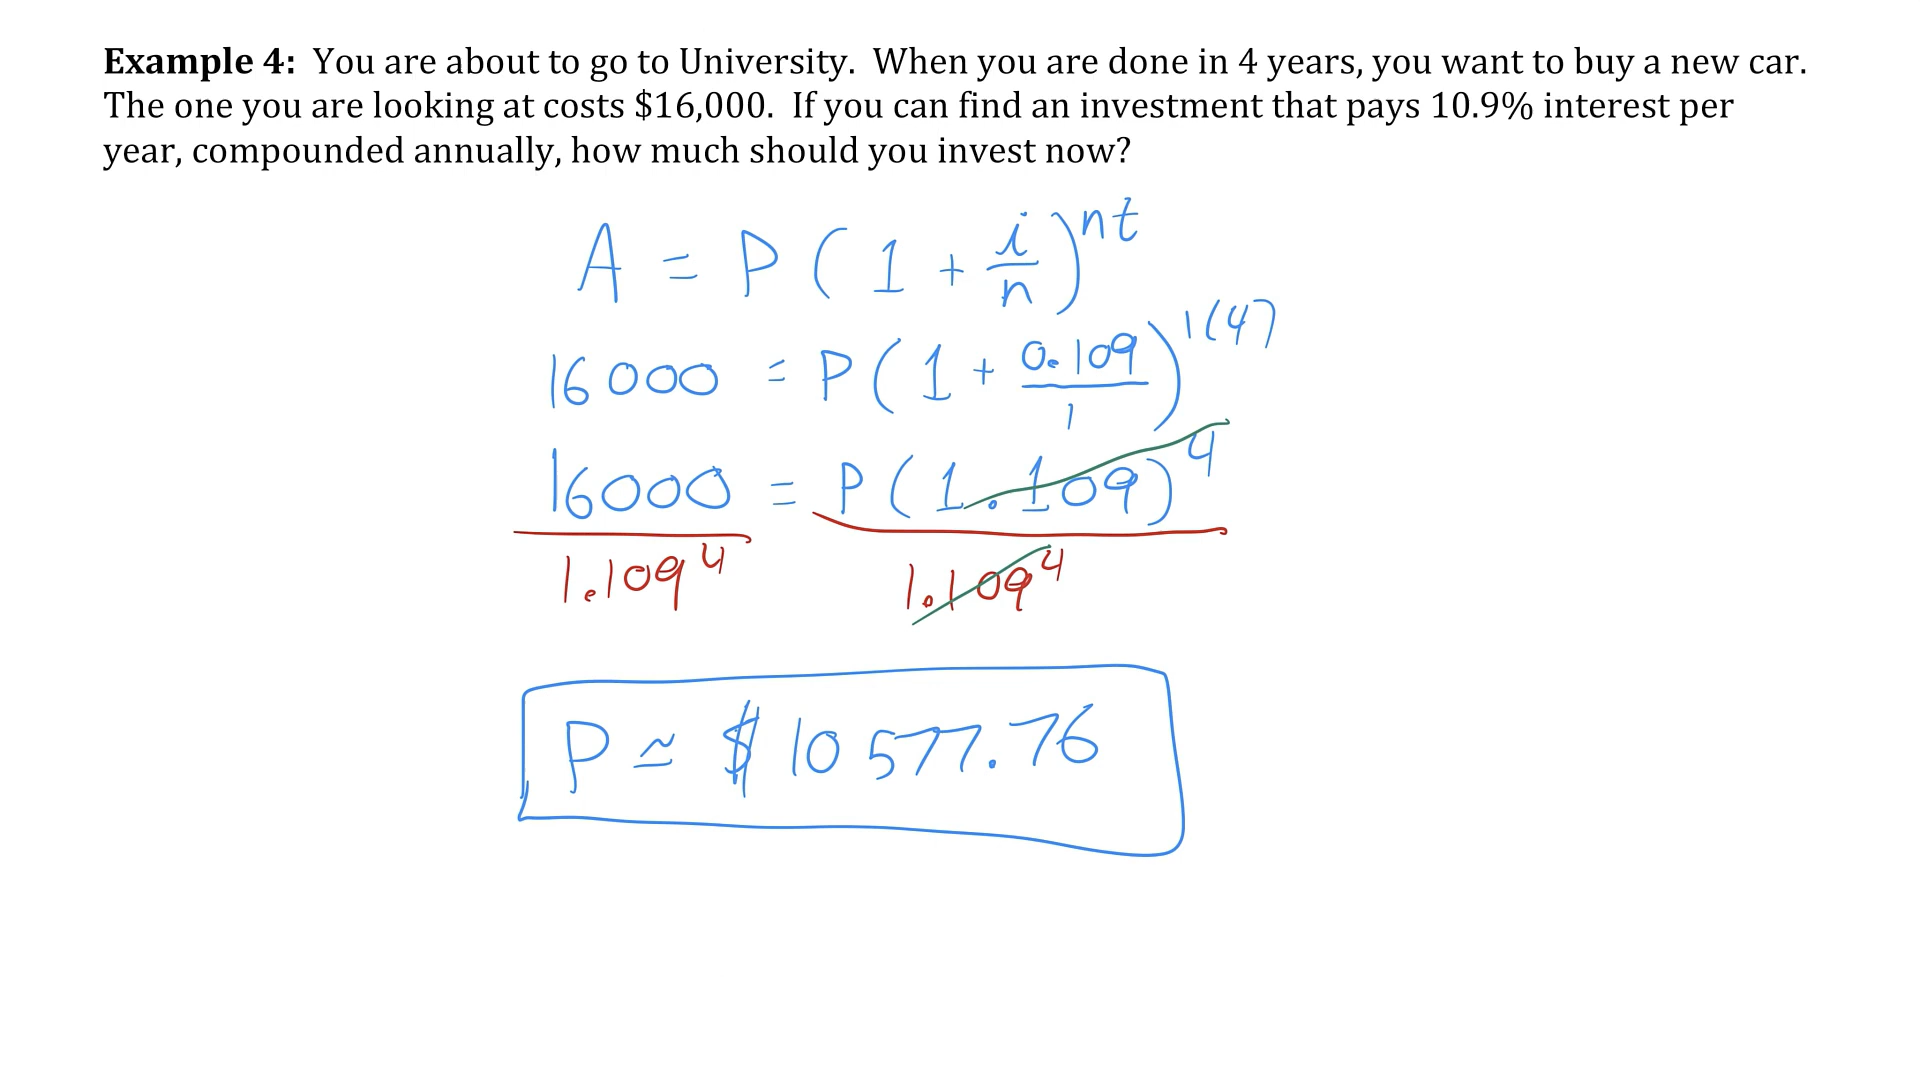 Example 4: You are about to go to University. When you are done in 4 years, you want to buy a new car.
The one you are looking at costs $16,000. If you can find an investment that pays 10.9% interest per
year, compounded annually, how much should you invest now?
A = P ( 1 + i/n )^nt
16000 = P ( 1 + 0.109/1 )^1(4)
16000 = P ( 1.109 )^4
1.109^4 1.109^4
P ≃ $ 10 577.76